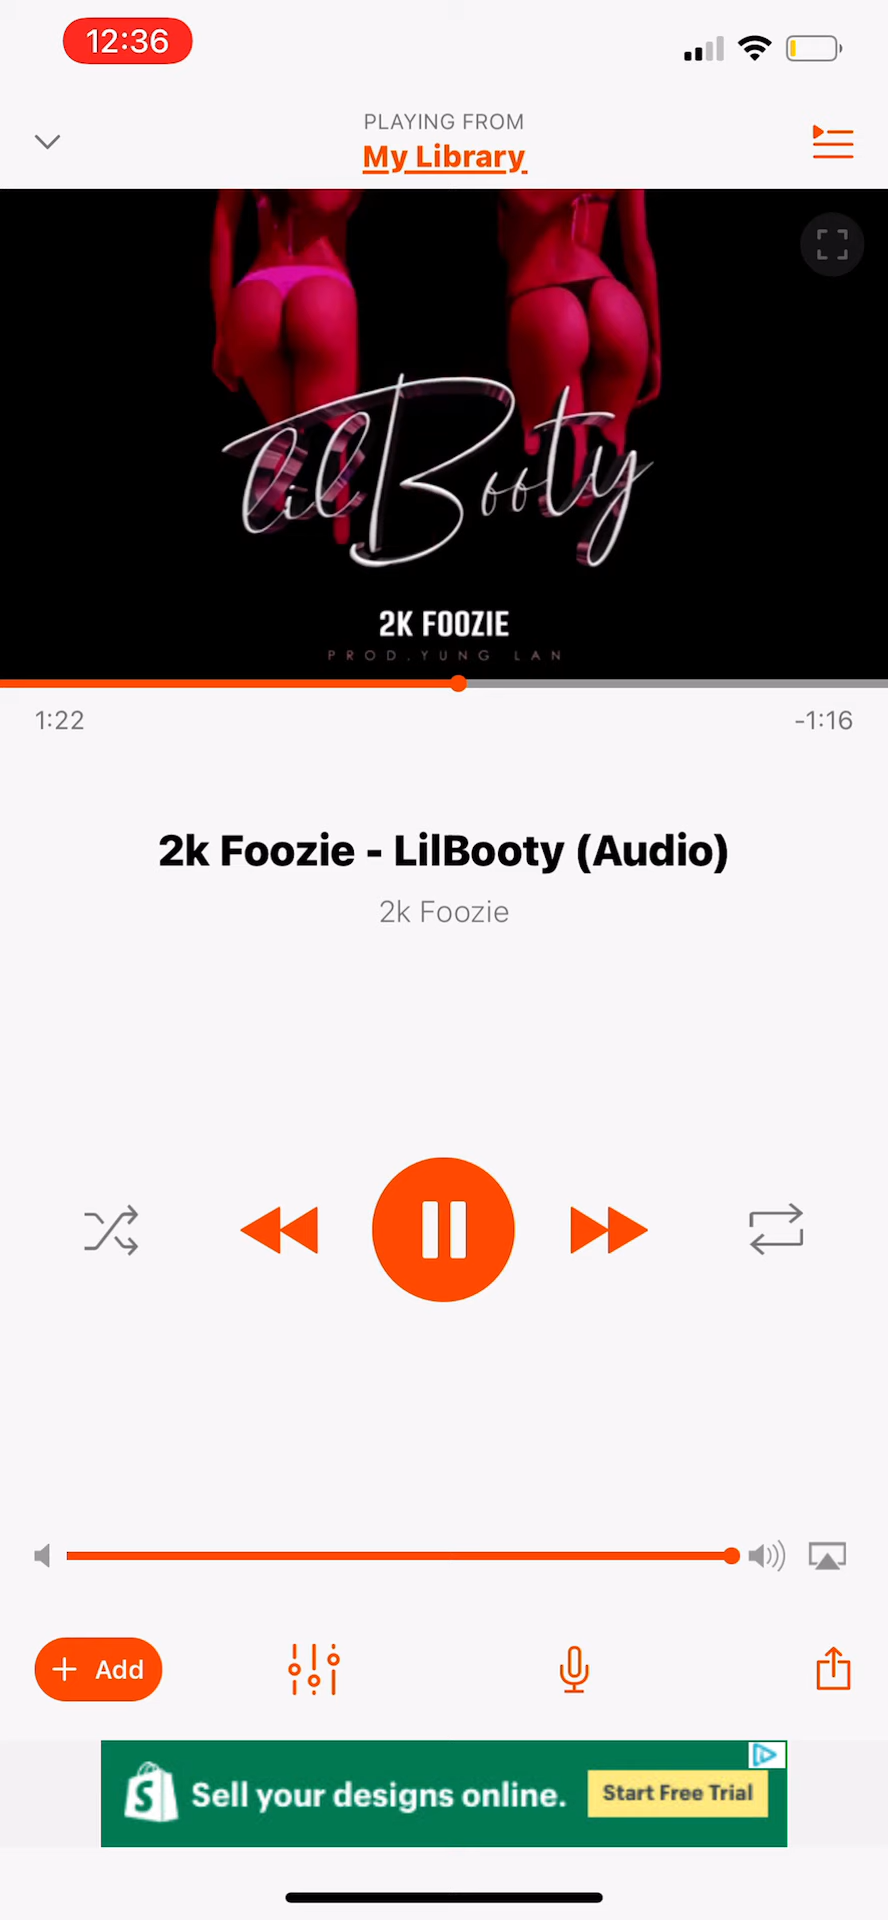 12:36
PLAYING FROM
My Library
lilBooty
2K FOOZIE
PROD.YUNG LAN
1:22
-1:16
2k Foozie - LilBooty (Audio)
2k Foozie
+ Add
Sell your designs online.
Start Free Trial